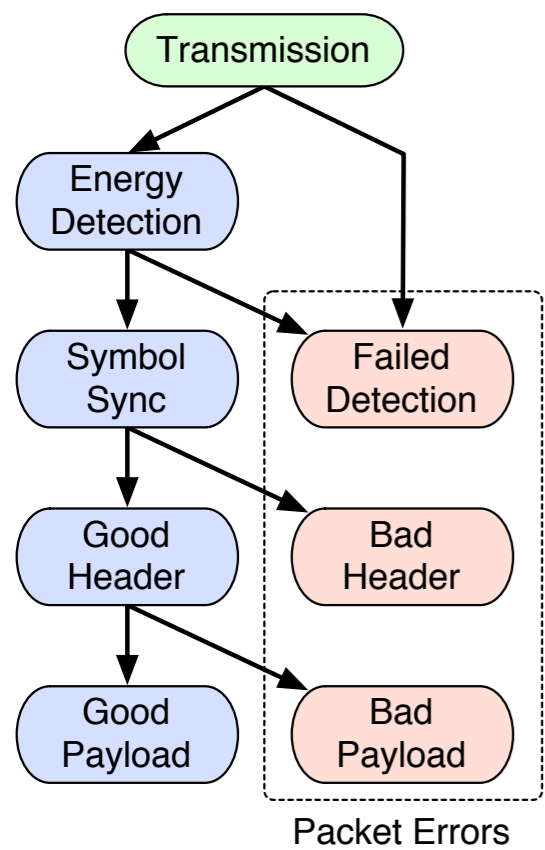 Transmission
Energy
Detection
Symbol
Sync
Failed
Detection
Good
Header
Bad
Header
Good
Payload
Bad
Payload
Packet Errors